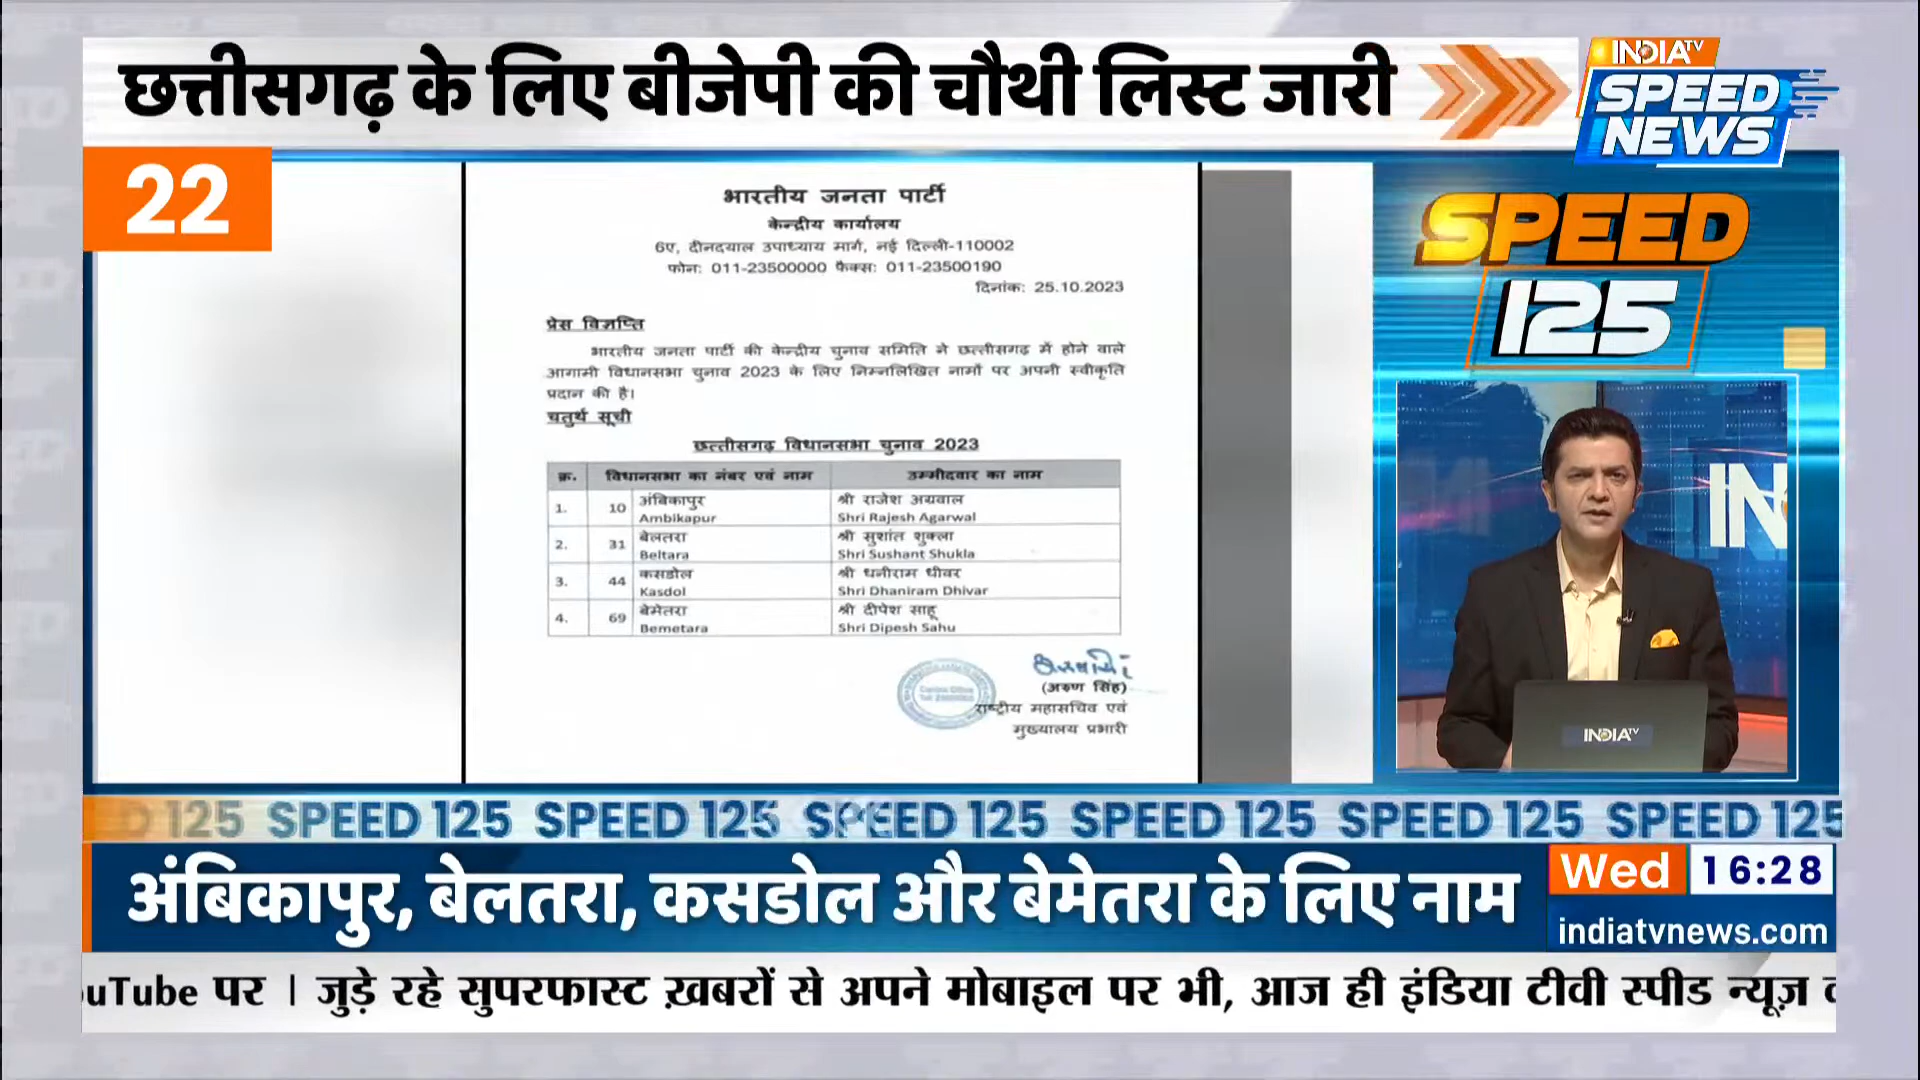 छत्तीसगढ़ के लिए बीजेपी की चौथी लिस्ट जारी
INDIA TV
SPEED
NEWS
22
SPEED
125
भारतीय जनता पार्टी
केन्द्रीय कार्यालय
6ए, दीनदयाल उपाध्याय मार्ग, नई दिल्ली-110002
फोन: 011-23500000 फैक्स: 011-23500190
दिनांक: 25.10.2023
प्रेस विज्ञप्ति
भारतीय जनता पार्टी की केन्द्रीय चुनाव समिति ने छत्तीसगढ़ में होने वाले
आगामी विधानसभा चुनाव 2023 के लिए निम्नलिखित नामों पर अपनी स्वीकृति
प्रदान की है।
चतुर्थ सूची
छत्तीसगढ़ विधानसभा चुनाव 2023
क्र. विधानसभा का नंबर एवं नाम उम्मीदवार का नाम
1. 10 अंबिकापुर श्री राजेश अग्रवाल
Ambikapur Shri Rajesh Agarwal
2. 31 बेलतरा श्री सुशांत शुक्ला
Beltara Shri Sushant Shukla
3. 44 कसडोल श्री धनीराम धीवर
Kasdol Shri Dhaniram Dhivar
4. 69 बेमेतरा श्री दीपेश साहू
Bemetara Shri Dipesh Sahu
(अरुण सिंह)
राष्ट्रीय महासचिव एवं
मुख्यालय प्रभारी
IN
INDIA TV
D 125 SPEED 125 SPEED 125 SPEED 125 SPEED 125 SPEED 125 SPEED 125
अंबिकापुर, बेलतरा, कसडोल और बेमेतरा के लिए नाम
Wed 16:28
indiatvnews.com
uTube पर | जुड़े रहे सुपरफास्ट ख़बरों से अपने मोबाइल पर भी, आज ही इंडिया टीवी स्पीड न्यूज़